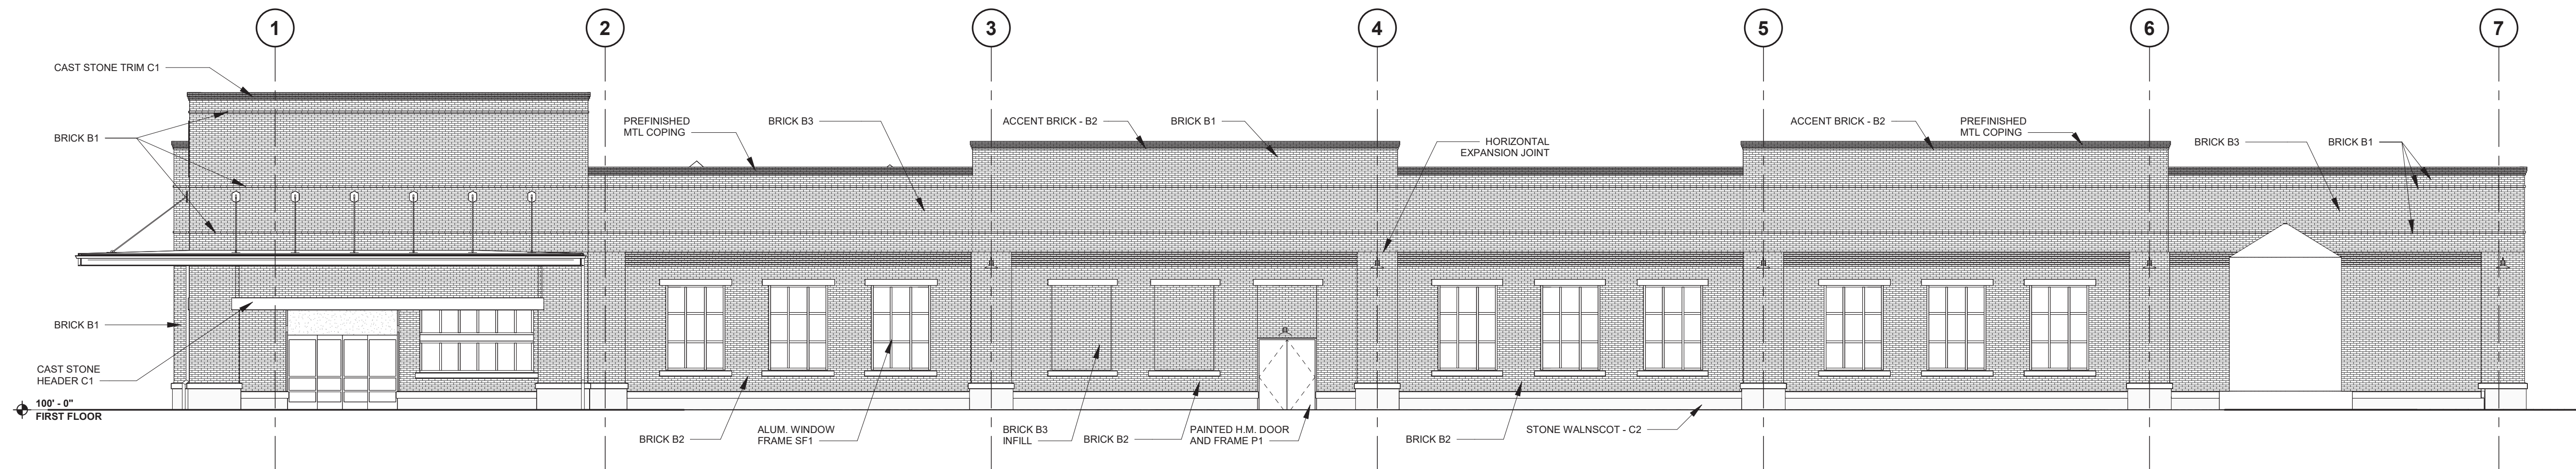 1
2
3
4
5
6
7
CAST STONE TRIM C1
BRICK B1
PREFINISHED
MTL COPING
BRICK B3
ACCENT BRICK - B2
BRICK B1
HORIZONTAL
EXPANSION JOINT
ACCENT BRICK - B2
PREFINISHED
MTL COPING
BRICK B3
BRICK B1
BRICK B1
CAST STONE
HEADER C1
100' - 0"
FIRST FLOOR
BRICK B2
ALUM. WINDOW
FRAME SF1
BRICK B3
INFILL
BRICK B2
PAINTED H.M. DOOR
AND FRAME P1
BRICK B2
STONE WALNSCOT - C2